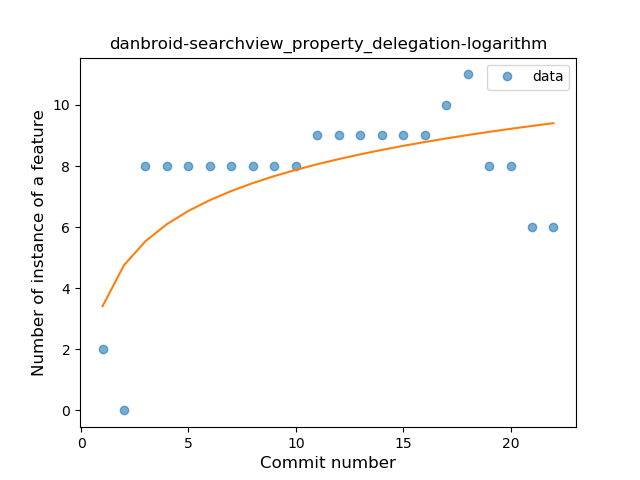 danbroid-searchview_property_delegation-logarithm
data
Number of instance of a feature
10
8
6
4
2
0
0 5 10 15 20
Commit number